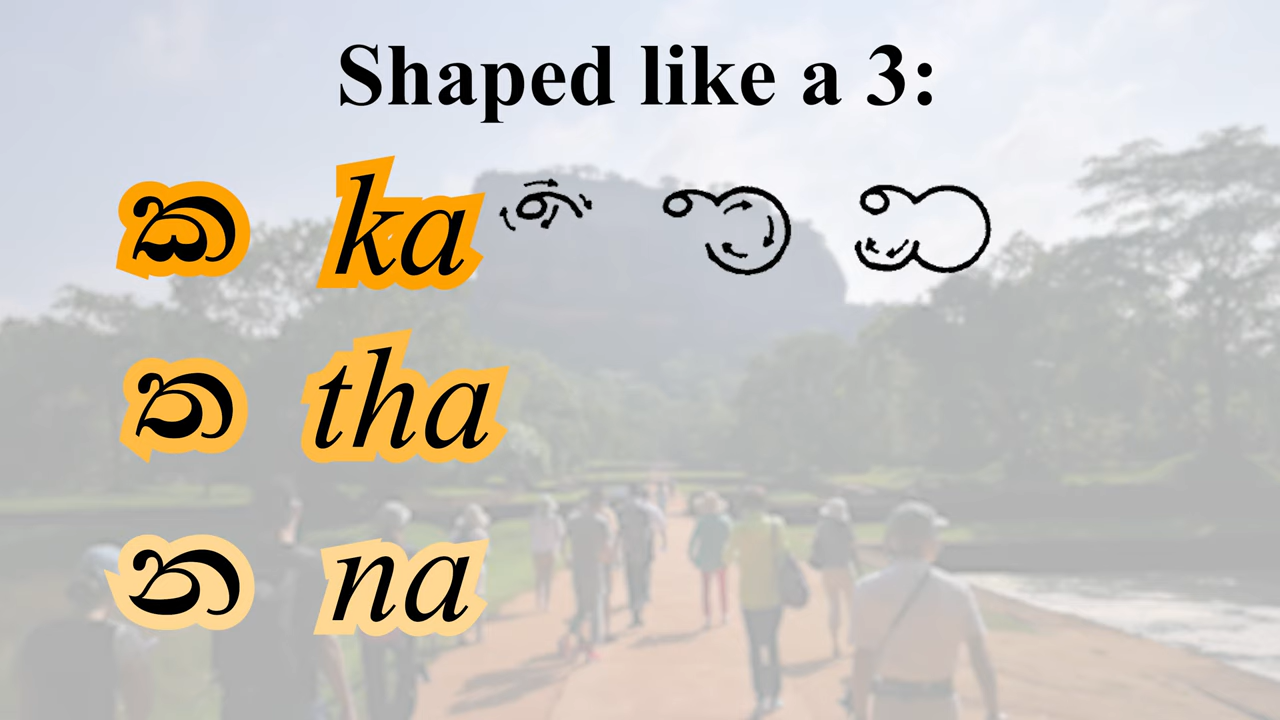 Shaped like a 3:
ක ka
ත tha
න na